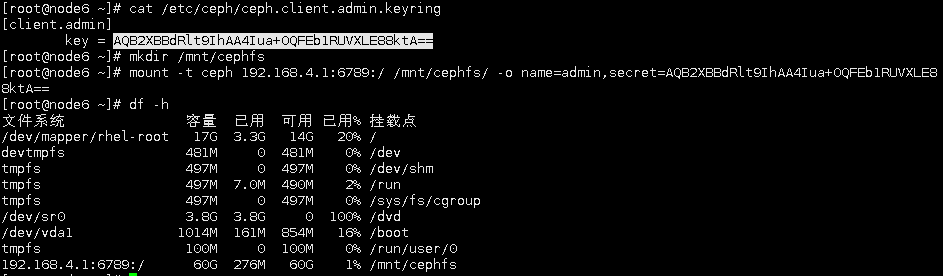 [root@node6 ~]# cat /etc/ceph/ceph.client.admin.keyring
[client.admin]
key = AQB2XBBdRlt9IhAA4Iua+OQFEb1RUVXLE88ktA==
[root@node6 ~]# mkdir /mnt/cephfs
[root@node6 ~]# mount -t ceph 192.168.4.1:6789:/ /mnt/cephfs/ -o name=admin,secret=AQB2XBBdRlt9IhAA4Iua+OQFEb1RUVXLE8
8ktA==
[root@node6 ~]# df -h
文件系统 容量 已用 可用 已用% 挂载点
/dev/mapper/rhel-root 17G 3.3G 14G 20% /
devtmpfs 481M 0 481M 0% /dev
tmpfs 497M 0 497M 0% /dev/shm
tmpfs 497M 7.0M 490M 2% /run
tmpfs 497M 0 497M 0% /sys/fs/cgroup
/dev/sr0 3.8G 3.8G 0 100% /dvd
/dev/vda1 1014M 161M 854M 16% /boot
tmpfs 100M 0 100M 0% /run/user/0
192.168.4.1:6789:/ 60G 276M 60G 1% /mnt/cephfs
[root@node6 ~]#